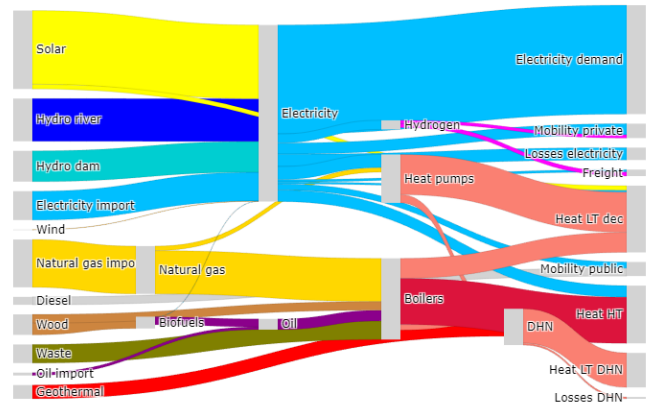 Solar
Hydro river
Hydro dam
Electricity import
Wind
Natural gas impo
Diesel
Wood
Waste
Oil import
Geothermal
Natural gas
Biofuels
Electricity
Oil
Hydrogen
Heat pumps
Boilers
DHN
Electricity demand
Mobility private
Losses electricity
Freight
Heat LT dec
Mobility public
Heat HT
Heat LT DHN
Losses DHN